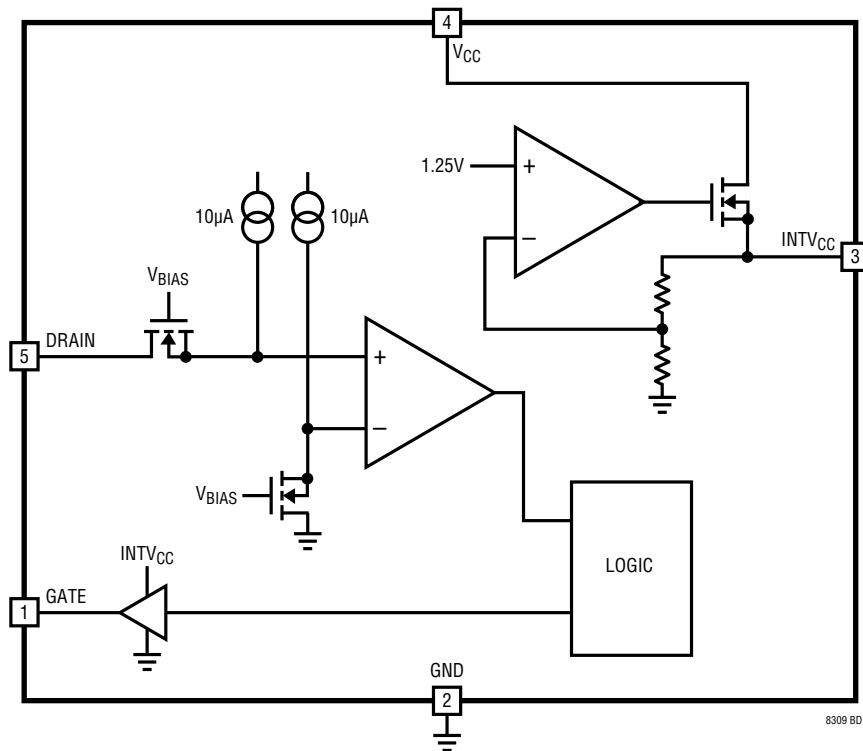 4
VCC
1.25V
+
–
10µA
10µA
INTVCC
3
VBIAS
5
DRAIN
+
–
VBIAS
LOGIC
INTVCC
1
GATE
GND
2
8309 BD